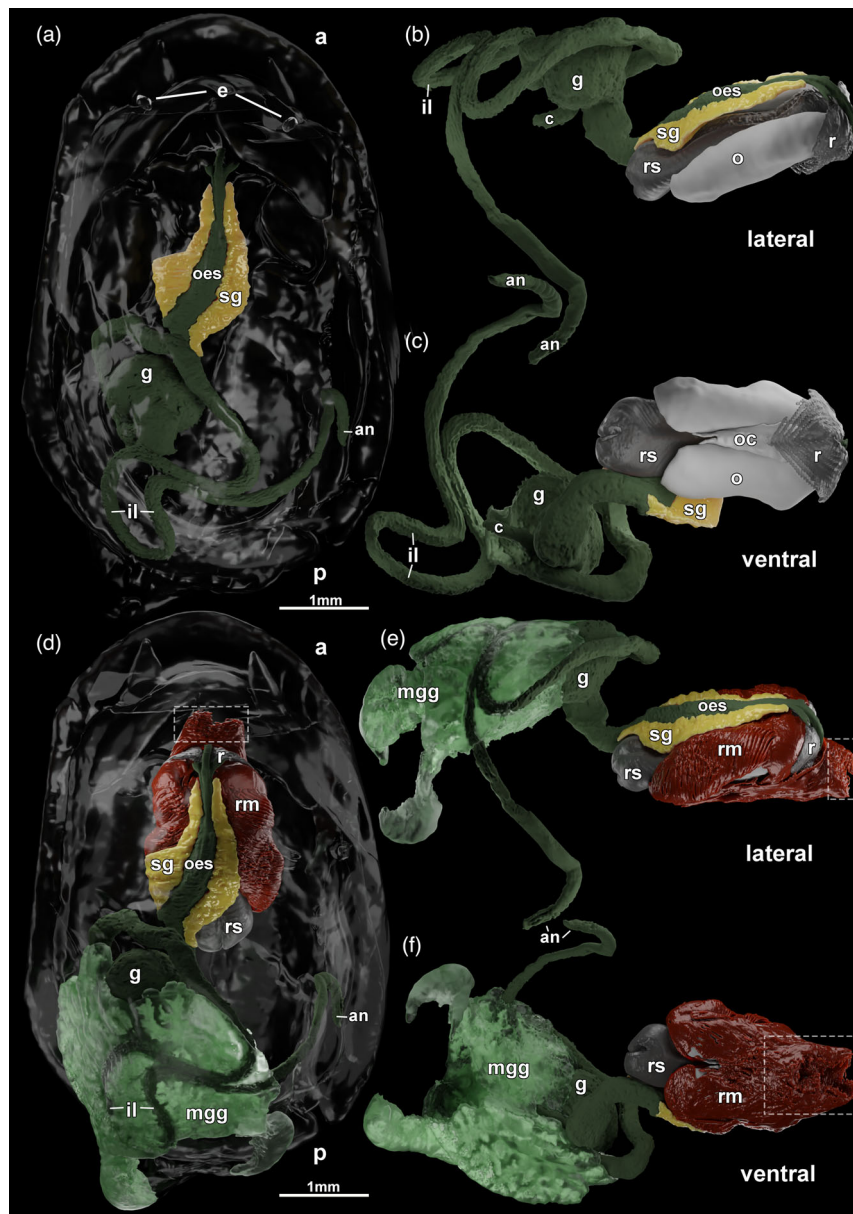 (a)
a
e
oes
sg
g
an
il
p
1mm
(b)
g
oes
il
c
sg
rs
o
r
lateral
an
an
(c)
rs
oc
r
o
g
sg
c
il
ventral
(d)
a
r
rm
sg
oes
rs
g
an
il
mgg
p
1mm
(e)
mgg
g
oes
sg
rm
r
rs
lateral
an
(f)
rs
mgg
g
rm
ventral